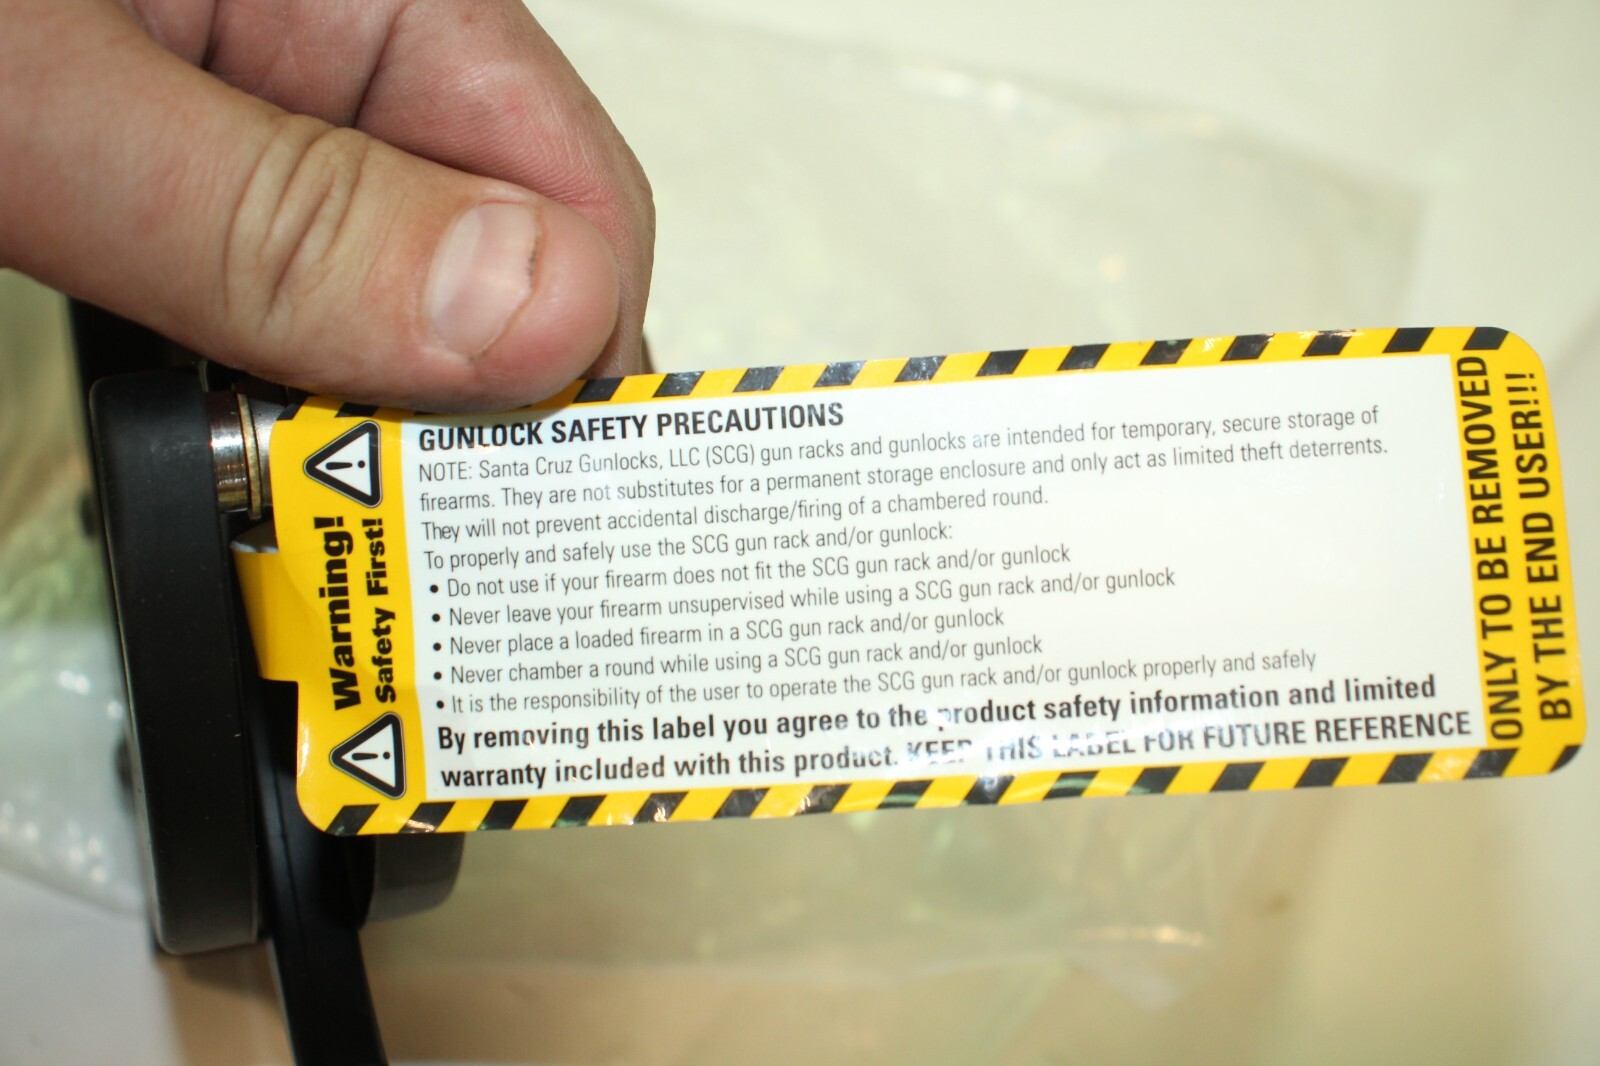 Warning!
Safety First!
GUNLOCK SAFETY PRECAUTIONS
NOTE: Santa Cruz Gunlocks, LLC (SCG) gun racks and gunlocks are intended for temporary, secure storage of
firearms. They are not substitutes for a permanent storage enclosure and only act as limited theft deterrents.
They will not prevent accidental discharge/firing of a chambered round.
To properly and safely use the SCG gun rack and/or gunlock:
• Do not use if your firearm does not fit the SCG gun rack and/or gunlock
• Never leave your firearm unsupervised while using a SCG gun rack and/or gunlock
• Never place a loaded firearm in a SCG gun rack and/or gunlock
• Never chamber a round while using a SCG gun rack and/or gunlock
• It is the responsibility of the user to operate the SCG gun rack and/or gunlock properly and safely
By removing this label you agree to the product safety information and limited
warranty included with this product. KEEP THIS LABEL FOR FUTURE REFERENCE
ONLY TO BE REMOVED
BY THE END USER!!!